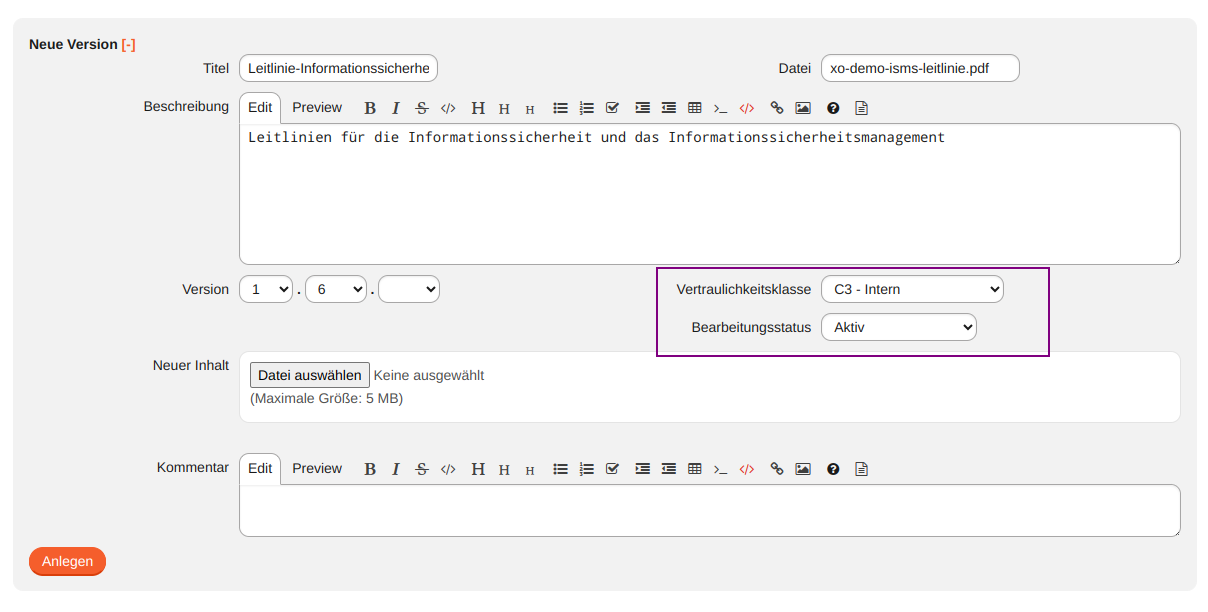 Neue Version [-]
Titel Leitlinie-Informationssicherhe Datei xo-demo-isms-leitlinie.pdf
Beschreibung Edit Preview B I S </> H H H >_ </>
Leitlinien für die Informationssicherheit und das Informationssicherheitsmanagement
Version 1 . 6 . Vertraulichkeitsklasse C3 - Intern
Bearbeitungsstatus Aktiv
Neuer Inhalt Datei auswählen Keine ausgewählt
(Maximale Größe: 5 MB)
Kommentar Edit Preview B I S </> H H H >_ </>
Anlegen